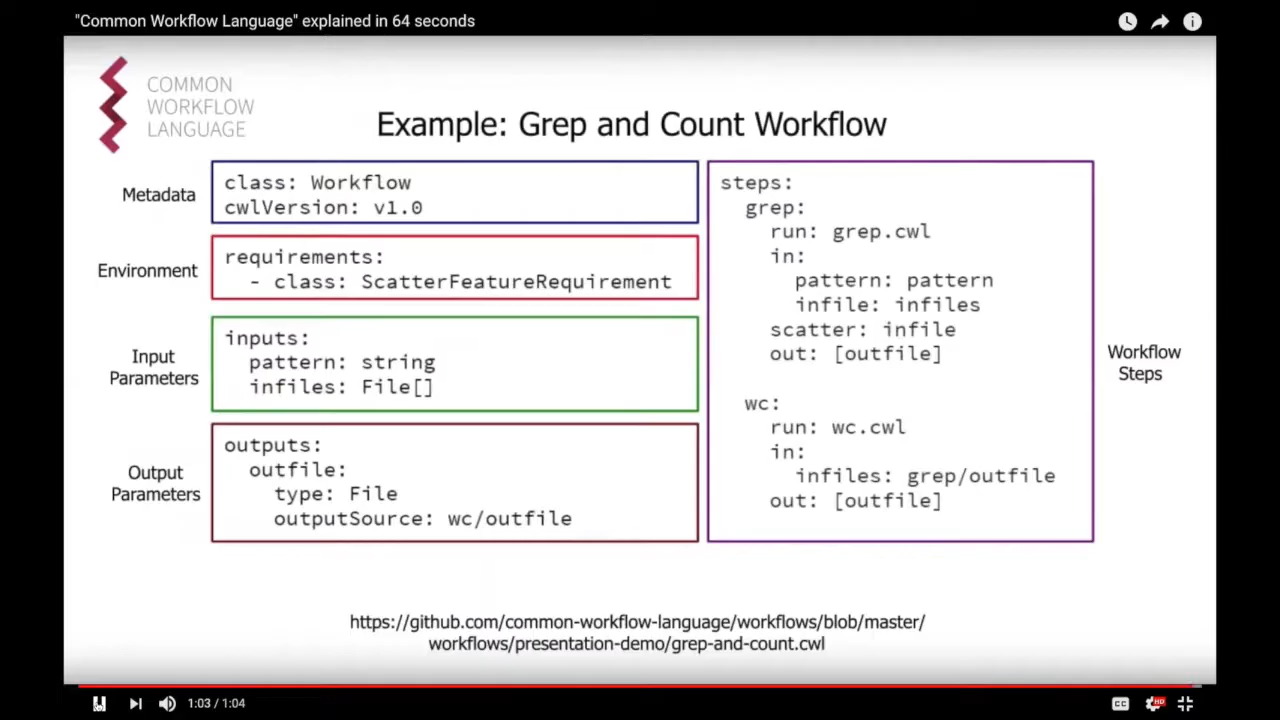 "Common Workflow Language" explained in 64 seconds
COMMON
WORKFLOW
LANGUAGE
Example: Grep and Count Workflow
Metadata
class: Workflow
cwlVersion: v1.0
Environment
requirements:
- class: ScatterFeatureRequirement
Input
Parameters
inputs:
pattern: string
infiles: File[]
Output
Parameters
outputs:
outfile:
type: File
outputSource: wc/outfile
steps:
grep:
run: grep.cwl
in:
pattern: pattern
infile: infiles
scatter: infile
out: [outfile]
wc:
run: wc.cwl
in:
infiles: grep/outfile
out: [outfile]
Workflow
Steps
https://github.com/common-workflow-language/workflows/blob/master/
workflows/presentation-demo/grep-and-count.cwl
1:03 / 1:04
CC
HD